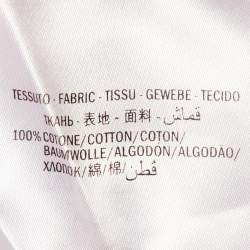 TESSUTO - FABRIC - TISSU - GEWEBE - TECIDO
ТКАНЬ - 表地 - 面料 - قماش
100% COTONE/COTTON/COTON/
BAUMWOLLE/ALGODON/ALGODÃO/
ХЛОПОК/綿/棉/قطن